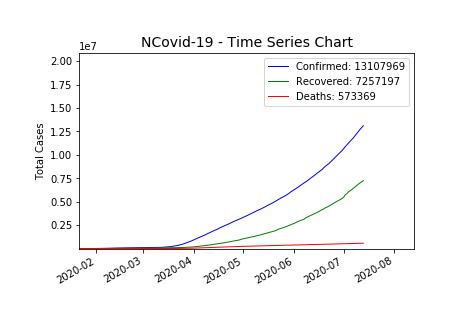 NCovid-19 - Time Series Chart
1e7
Confirmed: 13107969
Recovered: 7257197
Deaths: 573369
Total Cases
2.00
1.75
1.50
1.25
1.00
0.75
0.50
0.25
2020-02
2020-03
2020-04
2020-05
2020-06
2020-07
2020-08